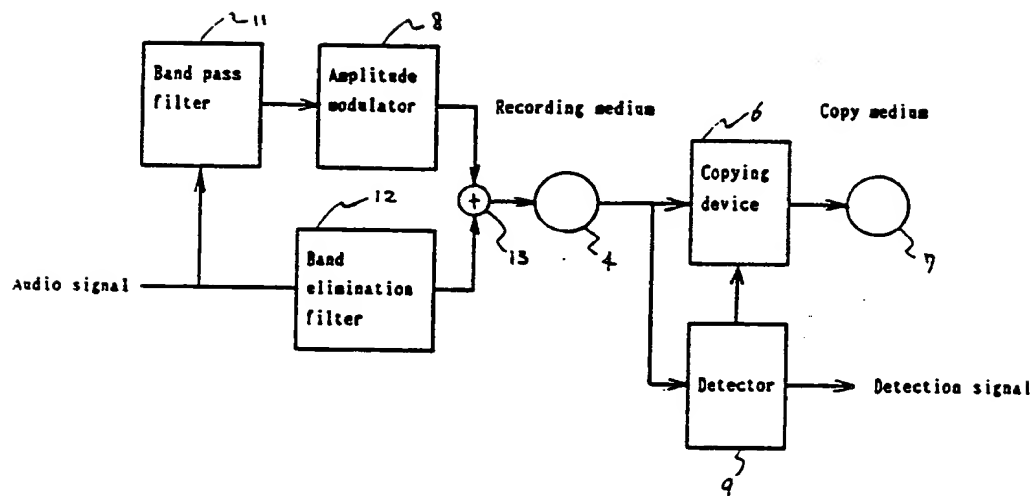 11
8
Band pass
filter
Amplitude
modulator
Recording medium
6
Copy medium
Copying
device
12
+
13
4
7
Band
elimination
filter
Audio signal
Detector
Detection signal
9